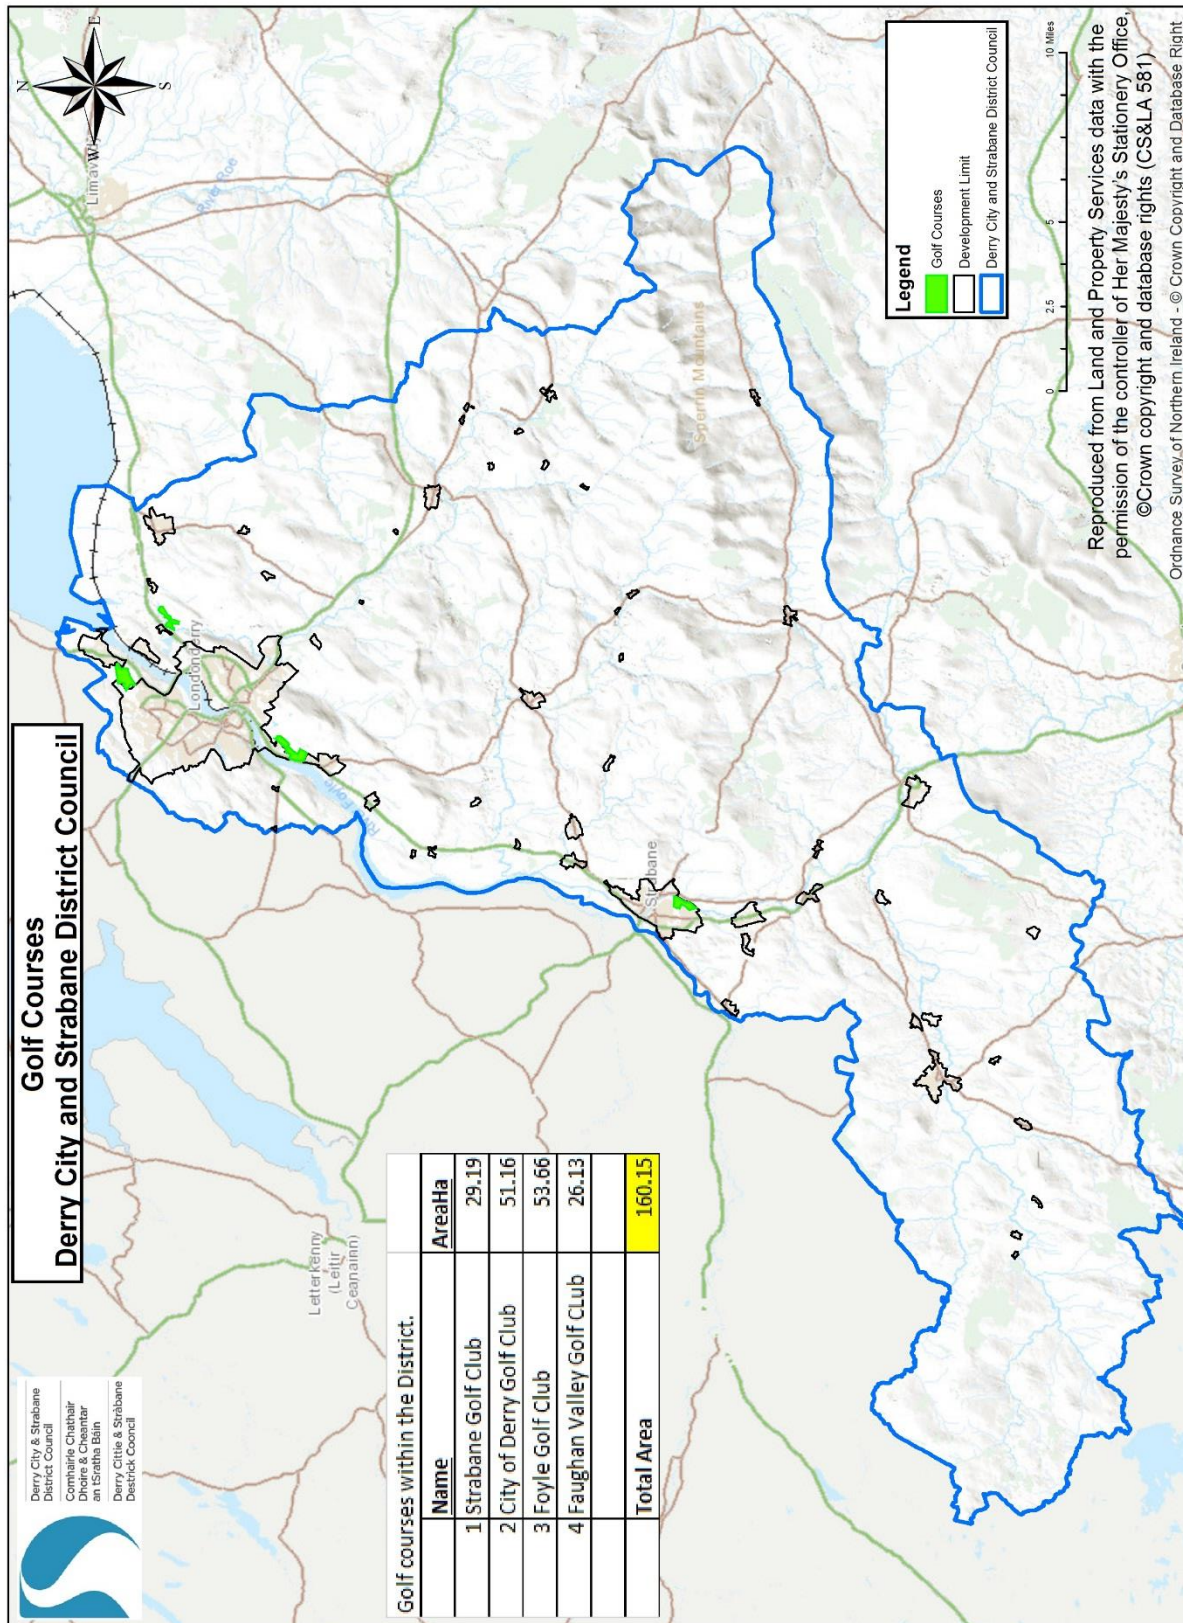 Golf Courses
Derry City and Strabane District Council
Derry City & Strabane
District Council
Comhairle Chathair
Dhoire & Cheantar
an tSratha Báin
Derry Cittie & Stràbane
Destrick Cooncil
Letterkenny
(Leitir
Ceanainn)
Londonderry
River Foyle
Strabane
River Roe
Sperrin Mountains
N
E
S
W
Golf courses within the District.
Name AreaHa
1 Strabane Golf Club 29.19
2 City of Derry Golf Club 51.16
3 Foyle Golf Club 53.66
4 Faughan Valley Golf CLub 26.13
Total Area 160.15
Legend
Golf Courses
Development Limit
Derry City and Strabane District Council
0 2.5 5 10 Miles
Reproduced from Land and Property Services data with the
permission of the controller of Her Majesty's Stationery Office,
©Crown copyright and database rights (CS&LA 581)
Ordnance Survey of Northern Ireland - © Crown Copyright and Database Right